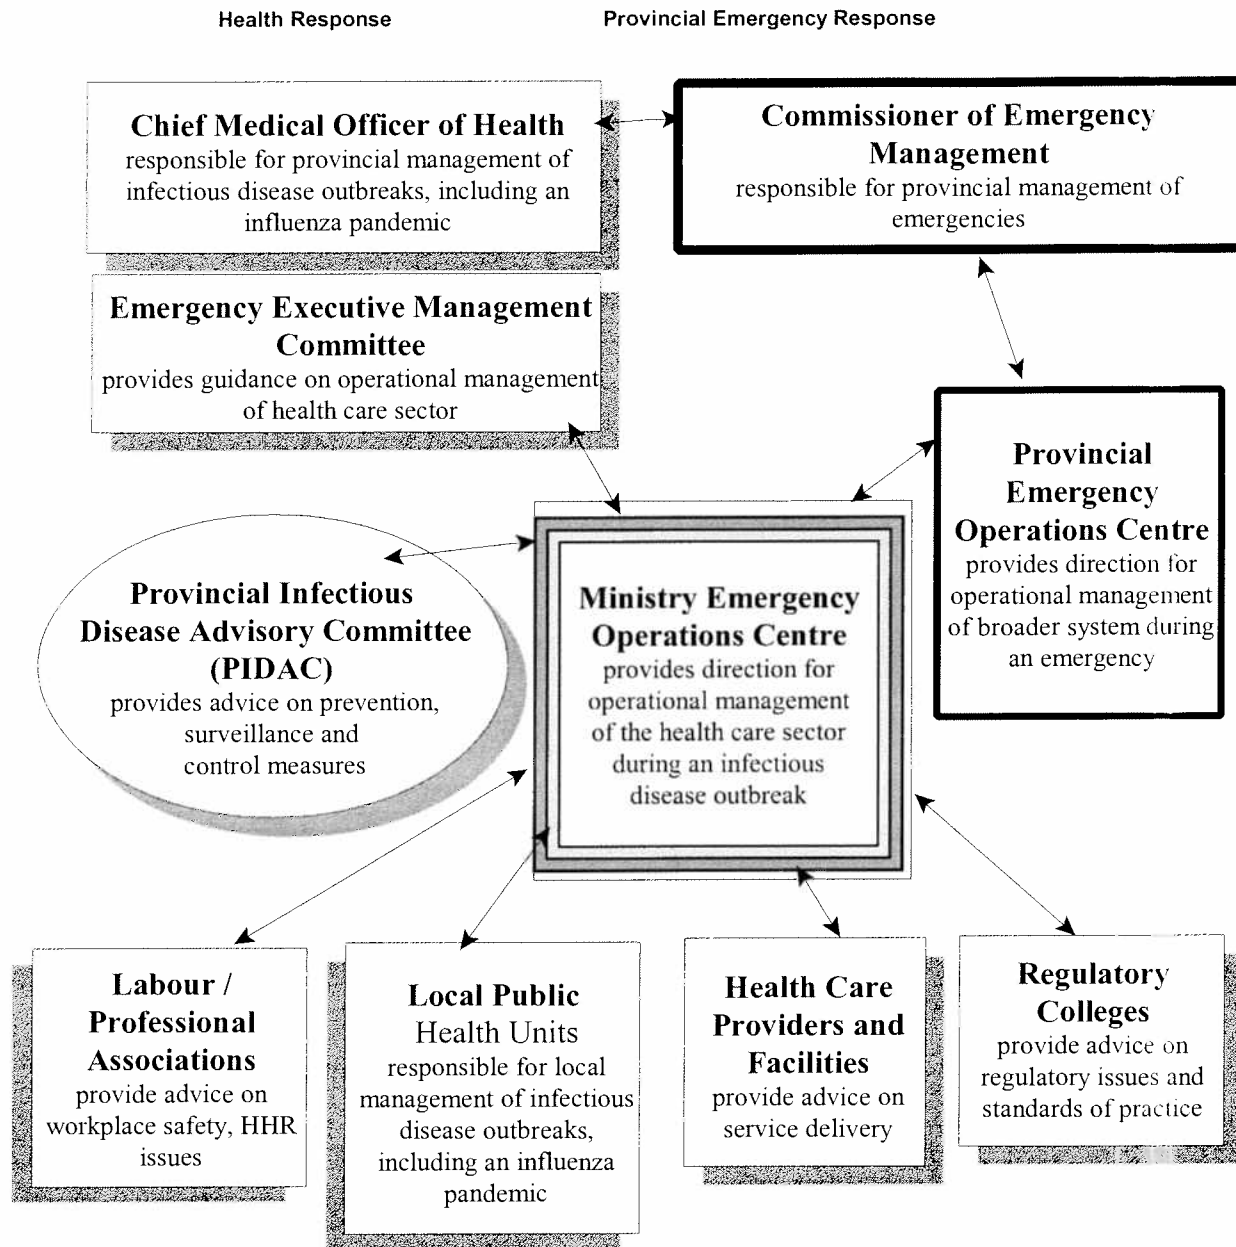 Health Response
Provincial Emergency Response
Chief Medical Officer of Health
responsible for provincial management of
infectious disease outbreaks, including an
influenza pandemic
Commissioner of Emergency
Management
responsible for provincial management of
emergencies
Emergency Executive Management
Committee
provides guidance on operational management
of health care sector
Provincial
Emergency
Operations Centre
provides direction for
operational management
of broader system during
an emergency
Provincial Infectious
Disease Advisory Committee
(PIDAC)
provides advice on prevention,
surveillance and
control measures
Ministry Emergency
Operations Centre
provides direction for
operational management
of the health care sector
during an infectious
disease outbreak
Labour /
Professional
Associations
provide advice on
workplace safety, HHR
issues
Local Public
Health Units
responsible for local
management of infectious
disease outbreaks,
including an influenza
pandemic
Health Care
Providers and
Facilities
provide advice on
service delivery
Regulatory
Colleges
provide advice on
regulatory issues and
standards of practice